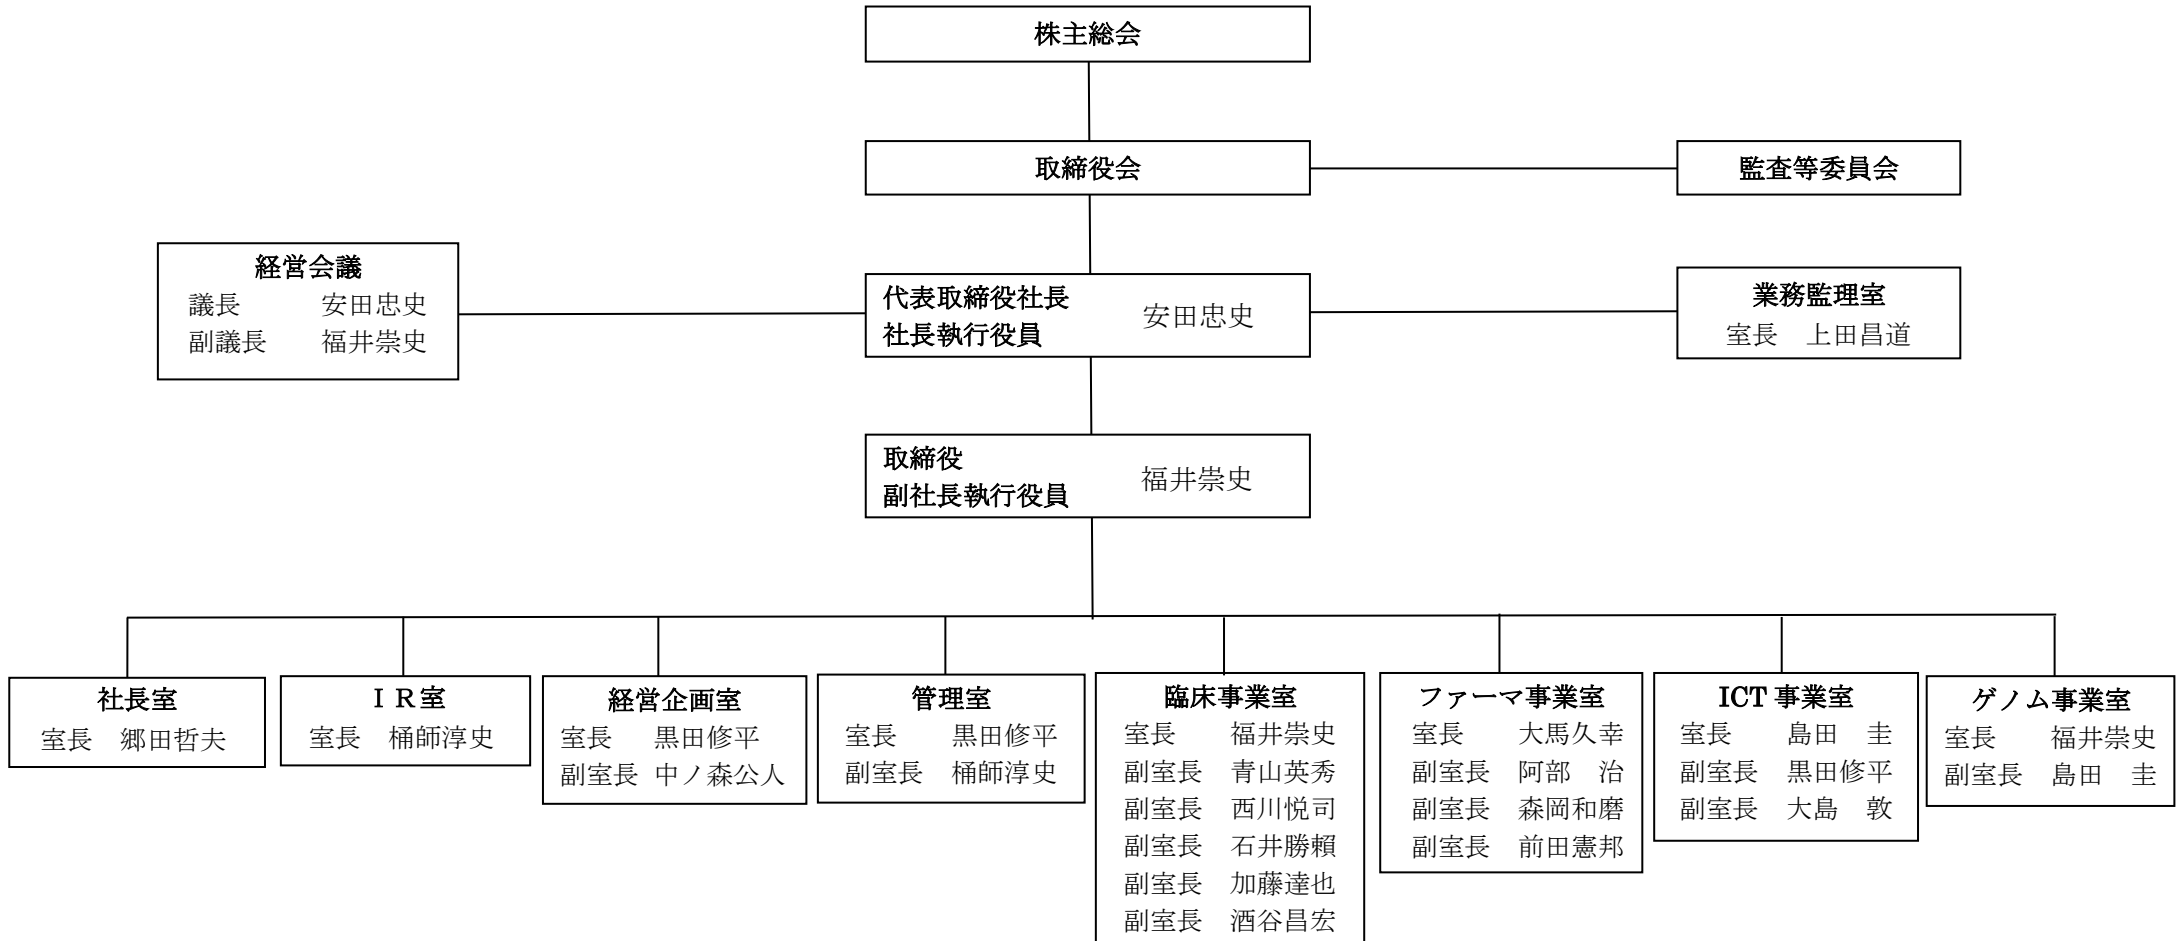 株主総会
取締役会
監査等委員会
経営会議
議長　安田忠史
副議長　福井崇史
代表取締役社長
社長執行役員
安田忠史
業務監理室
室長　上田昌道
取締役
副社長執行役員
福井崇史
社長室
室長　郷田哲夫
ＩＲ室
室長　桶師淳史
経営企画室
室長　黒田修平
副室長　中ノ森公人
管理室
室長　黒田修平
副室長　桶師淳史
臨床事業室
室長　福井崇史
副室長　青山英秀
副室長　西川悦司
副室長　石井勝頼
副室長　加藤達也
副室長　酒谷昌宏
ファーマ事業室
室長　大馬久幸
副室長　阿部　治
副室長　森岡和磨
副室長　前田憲邦
ICT 事業室
室長　島田　圭
副室長　黒田修平
副室長　大島　敦
ゲノム事業室
室長　福井崇史
副室長　島田　圭